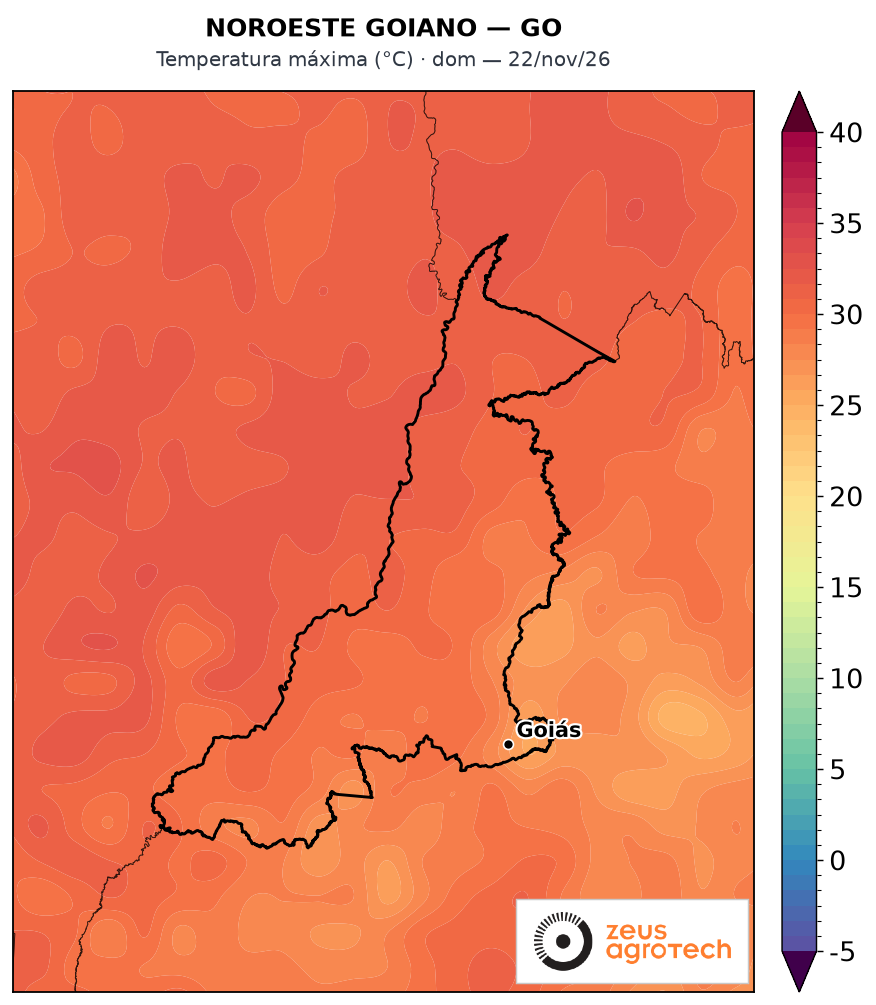 NOROESTE GOIANO — GO
Temperatura máxima (°C) · dom — 22/nov/26
40
35
30
25
20
15
10
5
0
-5
Goiás
zeus
agrotech